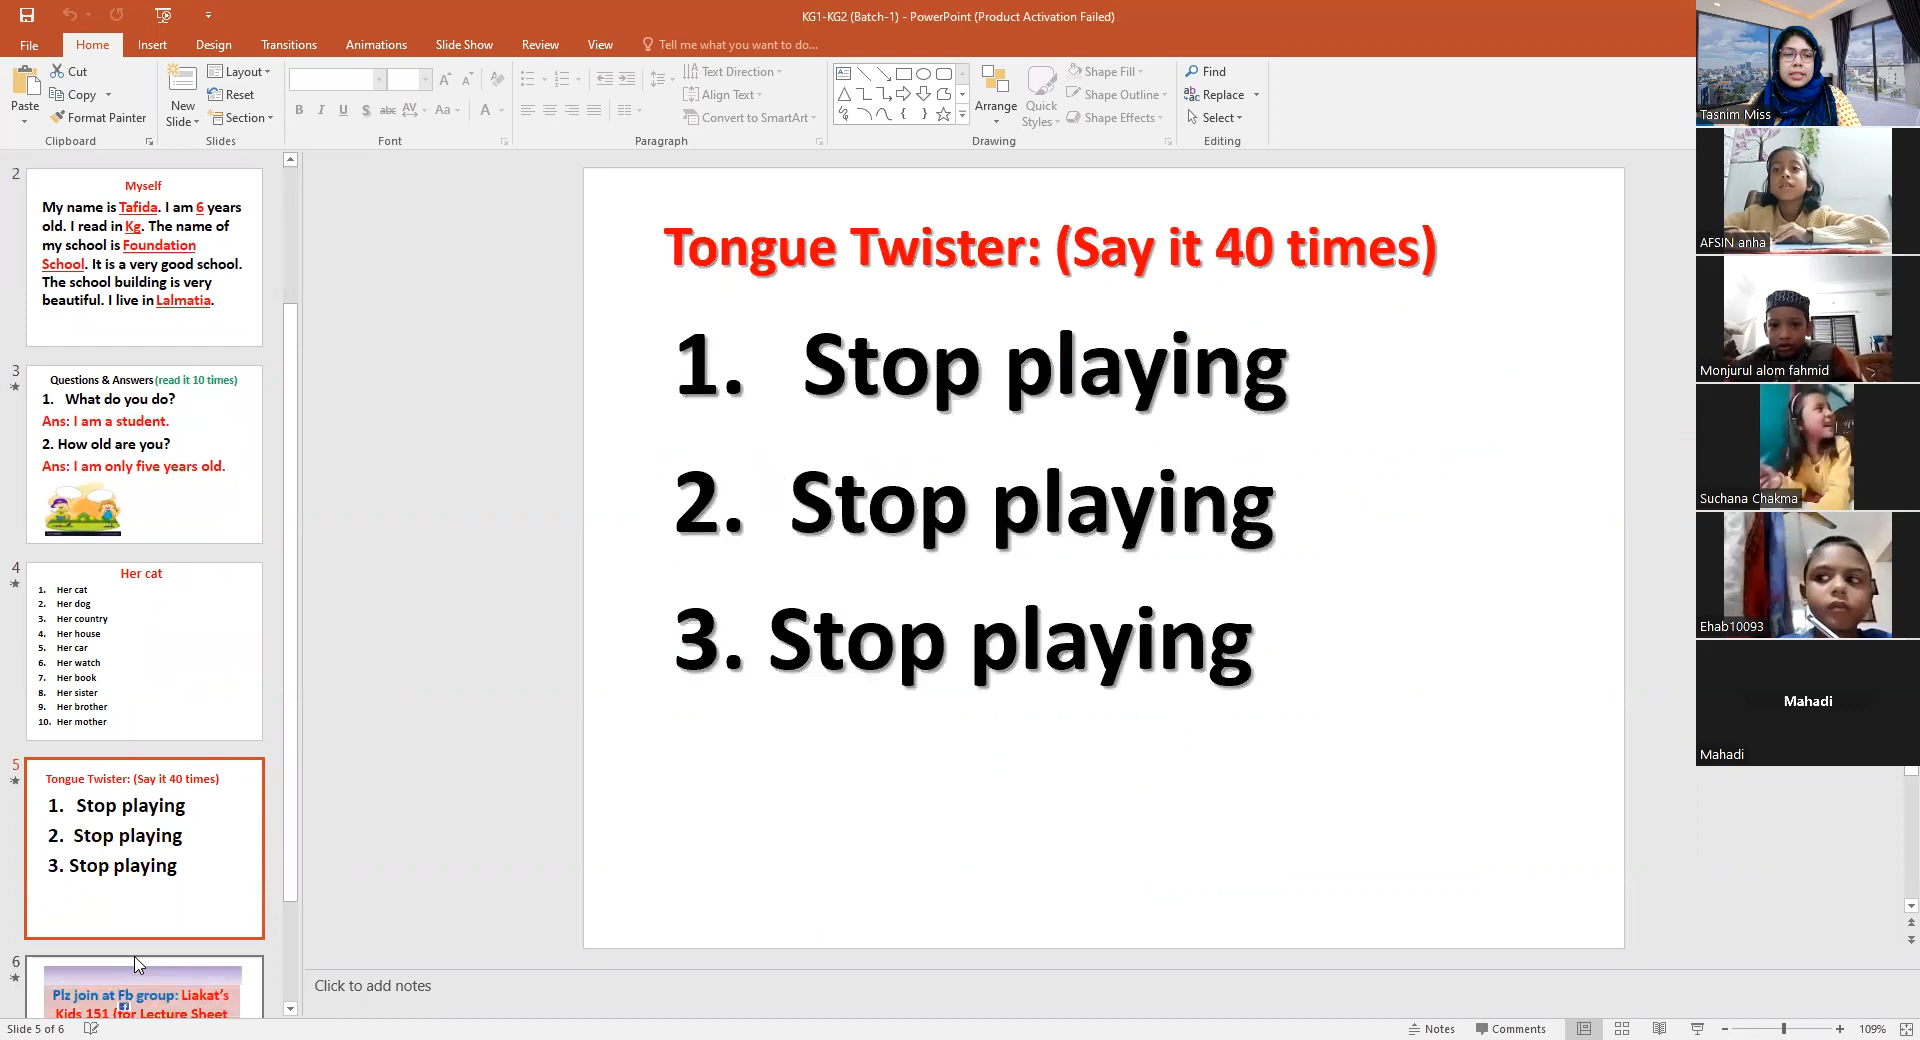 KG1-KG2 (Batch-1) - PowerPoint (Product Activation Failed)
File Home Insert Design Transitions Animations Slide Show Review View Tell me what you want to do...
Paste
Cut
Copy
Format Painter
Clipboard
New
Slide
Layout
Reset
Section
Slides
B I U S abc AV Aa A
Font
Text Direction
Align Text
Convert to SmartArt
Paragraph
Arrange
Quick
Styles
Shape Fill
Shape Outline
Shape Effects
Drawing
Find
Replace
Select
Editing
2
Myself
My name is Tafida. I am 6 years
old. I read in Kg. The name of
my school is Foundation
School. It is a very good school.
The school building is very
beautiful. I live in Lalmatia.
3
Questions & Answers(read it 10 times)
1. What do you do?
Ans: I am a student.
2. How old are you?
Ans: I am only five years old.
4
Her cat
1. Her cat
2. Her dog
3. Her country
4. Her house
5. Her car
6. Her watch
7. Her book
8. Her sister
9. Her brother
10. Her mother
5
Tongue Twister: (Say it 40 times)
1. Stop playing
2. Stop playing
3. Stop playing
6
Plz join at Fb group: Liakat's
Kids 151 (for Lecture Sheet
Tongue Twister: (Say it 40 times)
1. Stop playing
2. Stop playing
3. Stop playing
Click to add notes
Tasnim Miss
AFSIN anha
Monjurul alom fahmid
Suchana Chakma
Ehab10093
Mahadi
Mahadi
Slide 5 of 6
Notes Comments 109%